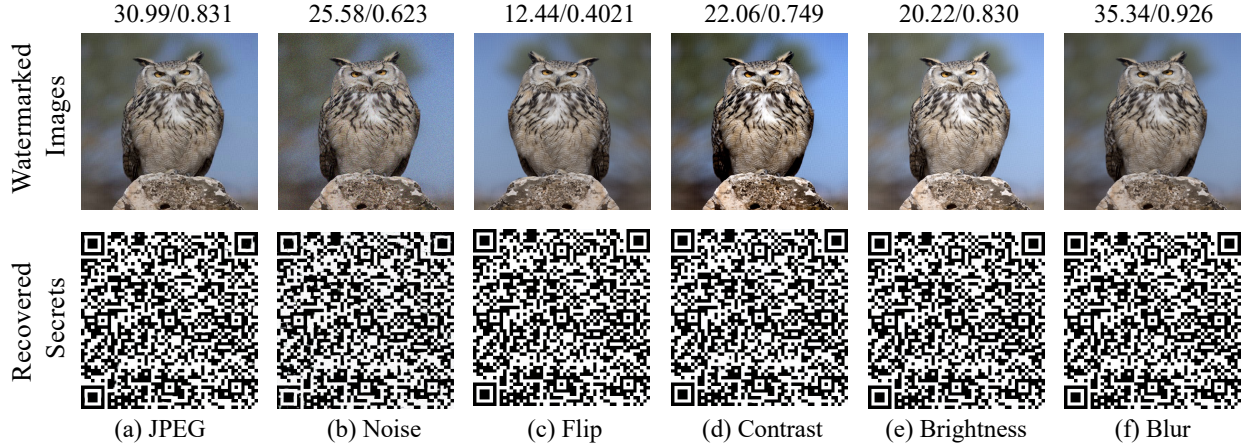 30.99/0.831 25.58/0.623 12.44/0.4021 22.06/0.749 20.22/0.830 35.34/0.926
Watermarked
Images
Recovered
Secrets
(a) JPEG (b) Noise (c) Flip (d) Contrast (e) Brightness (f) Blur